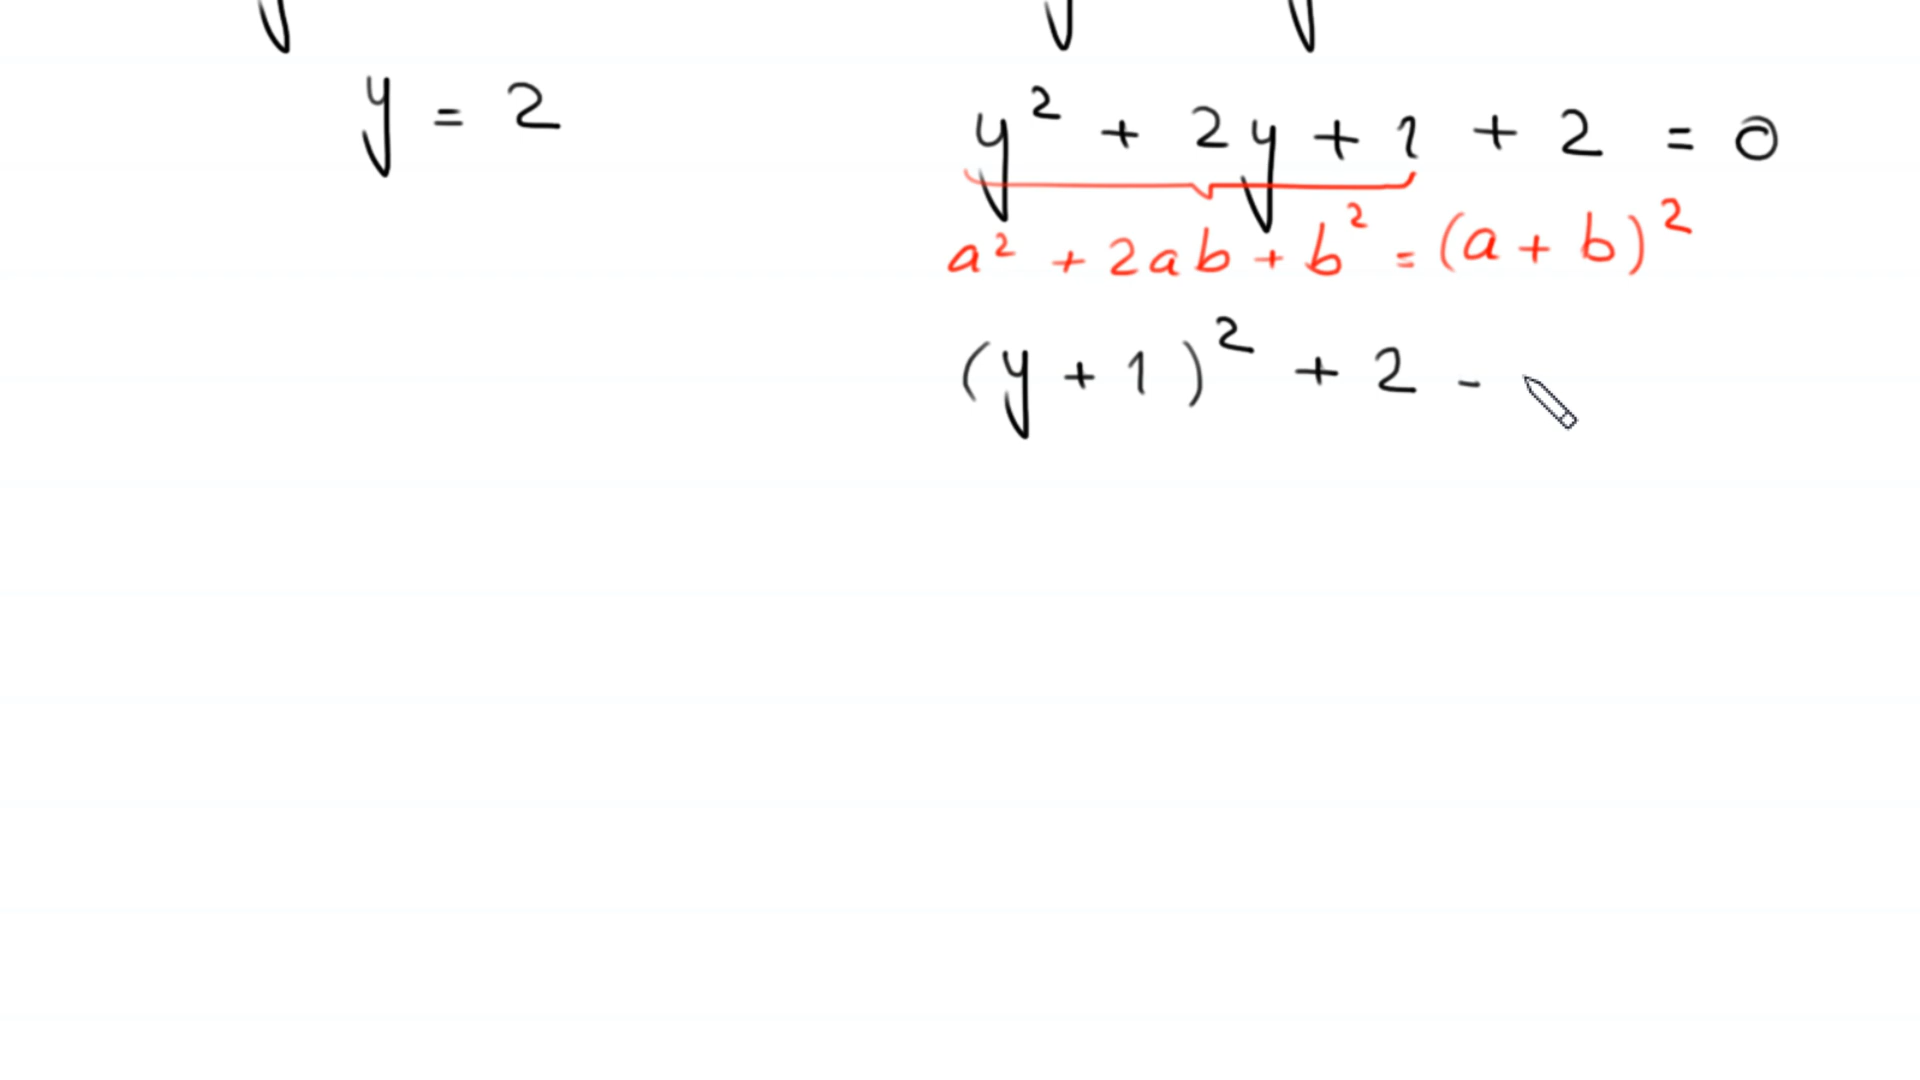 y = 2
y² + 2y + 1 + 2 = 0
a² + 2ab + b² = (a + b)²
(y + 1)² + 2 -